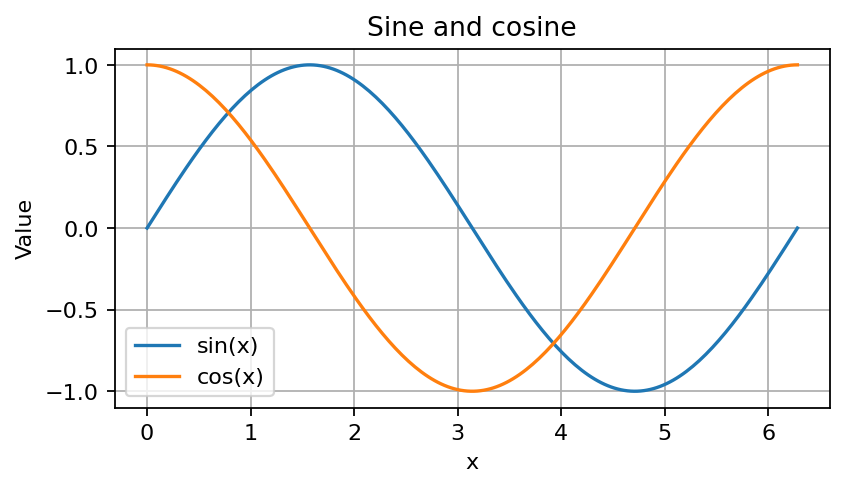 Sine and cosine
1.0
0.5
0.0
−0.5
−1.0
Value
sin(x)
cos(x)
0 1 2 3 4 5 6
x